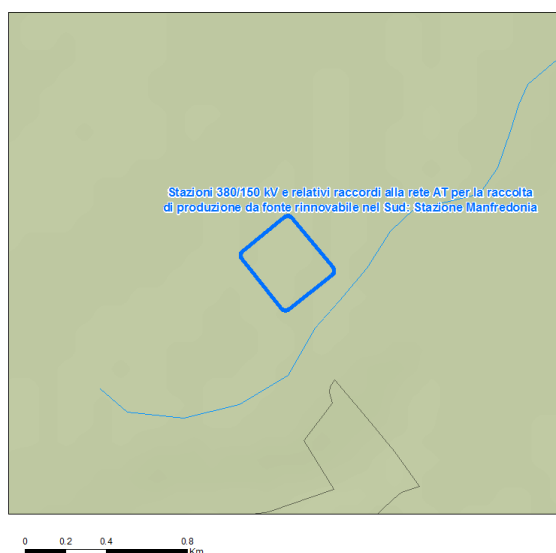 Stazioni 380/150 kV e relativi raccordi alla rete AT per la raccolta
di produzione da fonte rinnovabile nel Sud: Stazione Manfredonia
0 0.2 0.4 0.8
Km